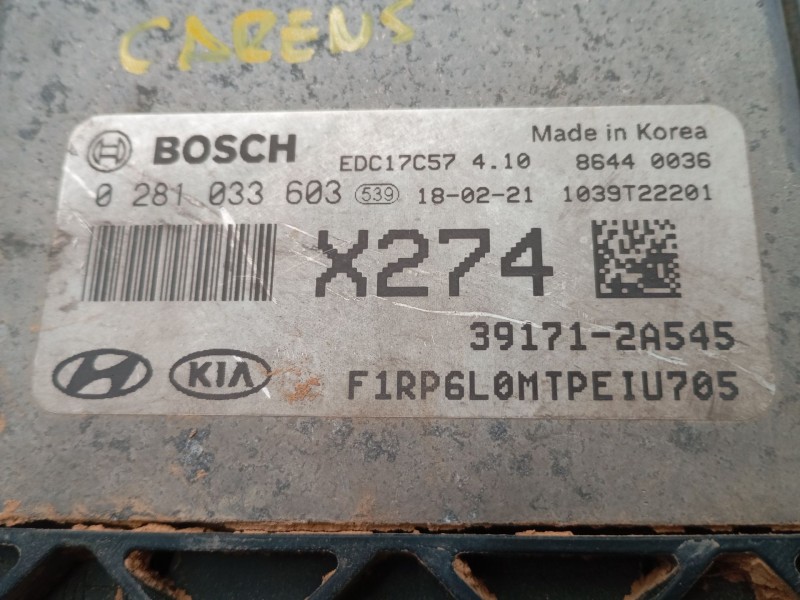 CARENS
BOSCH Made in Korea
EDC17C57 4.10 8644 0036
0 281 033 603 539 18-02-21 1039T22201
X274
39171-2A545
KIA F1RP6L0MTPEIU705